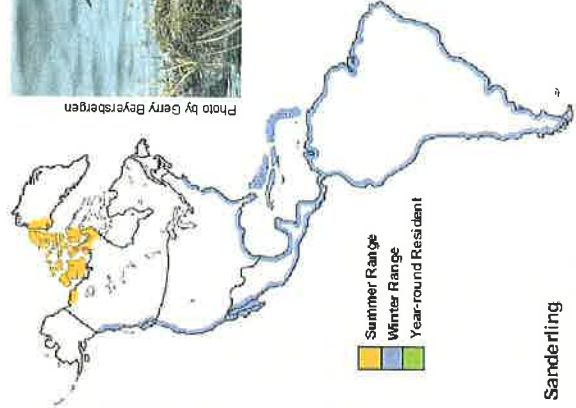 Photo by Gerry Beyersbergen
Summer Range
Winter Range
Year-round Resident
Sanderling